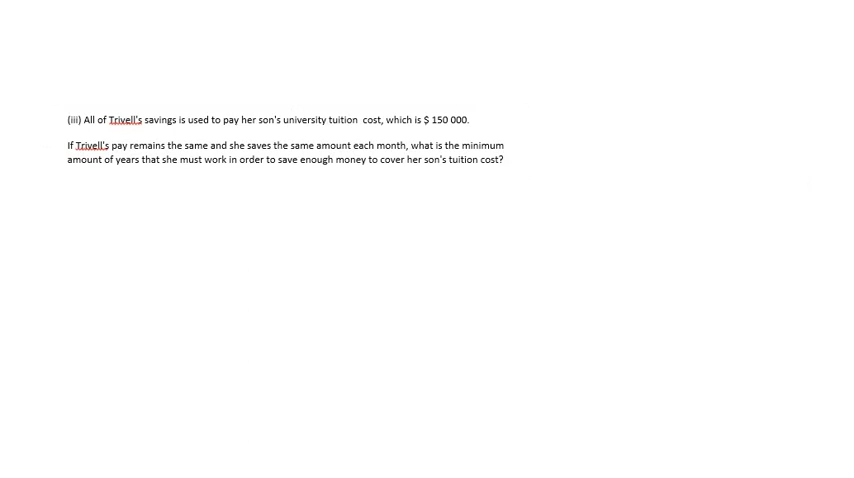 (iii) All of Trivell's savings is used to pay her son's university tuition  cost, which is $ 150 000.
If Trivell's pay remains the same and she saves the same amount each month, what is the minimum
amount of years that she must work in order to save enough money to cover her son's tuition cost?